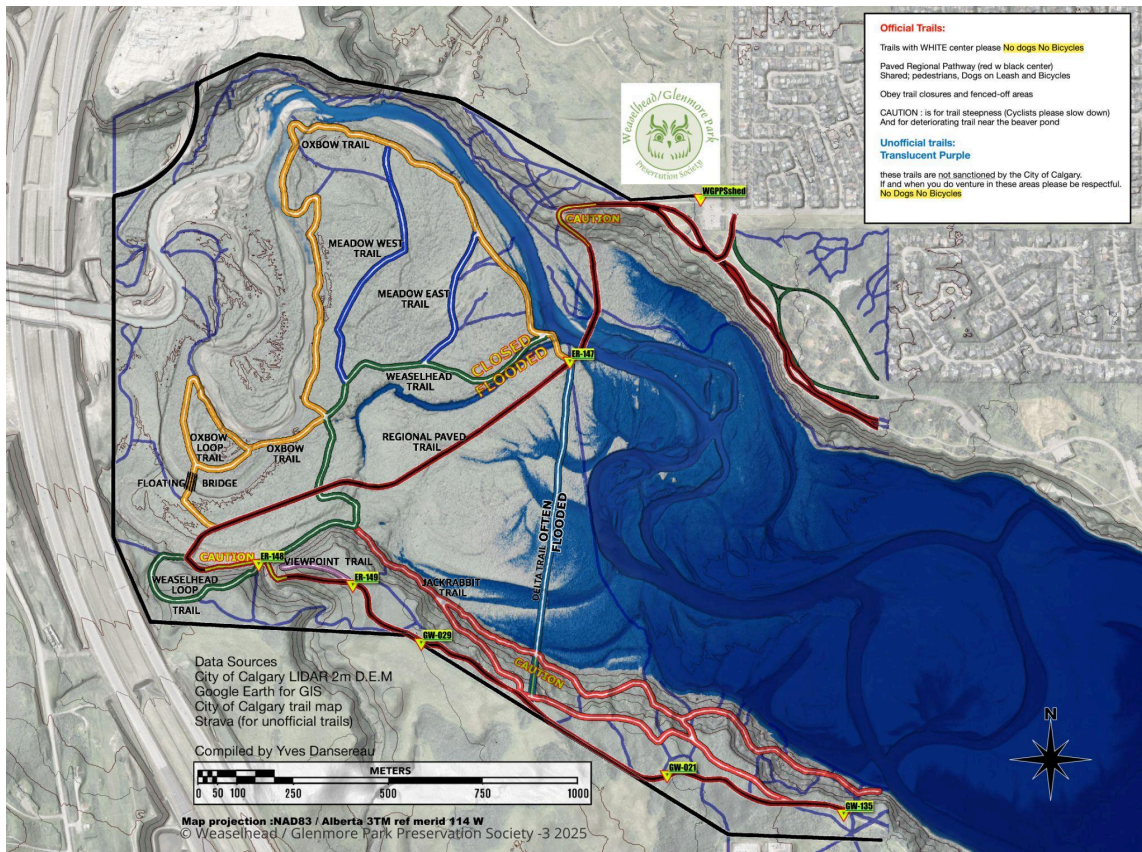 Official Trails:
Trails with WHITE center please No dogs No Bicycles
Paved Regional Pathway (red w black center)
Shared; pedestrians, Dogs on Leash and Bicycles
Obey trail closures and fenced-off areas
CAUTION : is for trail steepness (Cyclists please slow down)
And for deteriorating trail near the beaver pond
Unofficial trails:
Translucent Purple
these trails are not sanctioned by the City of Calgary.
If and when you do venture in these areas please be respectful.
No Dogs No Bicycles
Weaselhead/Glenmore Park
Preservation Society
WGPPSshed
OXBOW TRAIL
CAUTION
MEADOW WEST
TRAIL
MEADOW EAST
TRAIL
CLOSED
FLOODED
ER-147
WEASELHEAD
TRAIL
REGIONAL PAVED
TRAIL
OXBOW
LOOP
TRAIL
OXBOW
TRAIL
FLOATING BRIDGE
DELTA TRAIL OFTEN
FLOODED
CAUTION
ER-148
VIEWPOINT TRAIL
ER-149
WEASELHEAD
LOOP
TRAIL
JACKRABBIT
TRAIL
GW-029
CAUTION
GW-021
GW-135
N
Data Sources
City of Calgary LIDAR 2m D.E.M
Google Earth for GIS
City of Calgary trail map
Strava (for unofficial trails)
Compiled by Yves Dansereau
METERS
0 50 100 250 500 750 1000
Map projection :NAD83 / Alberta 3TM ref merid 114 W
© Weaselhead / Glenmore Park Preservation Society -3 2025